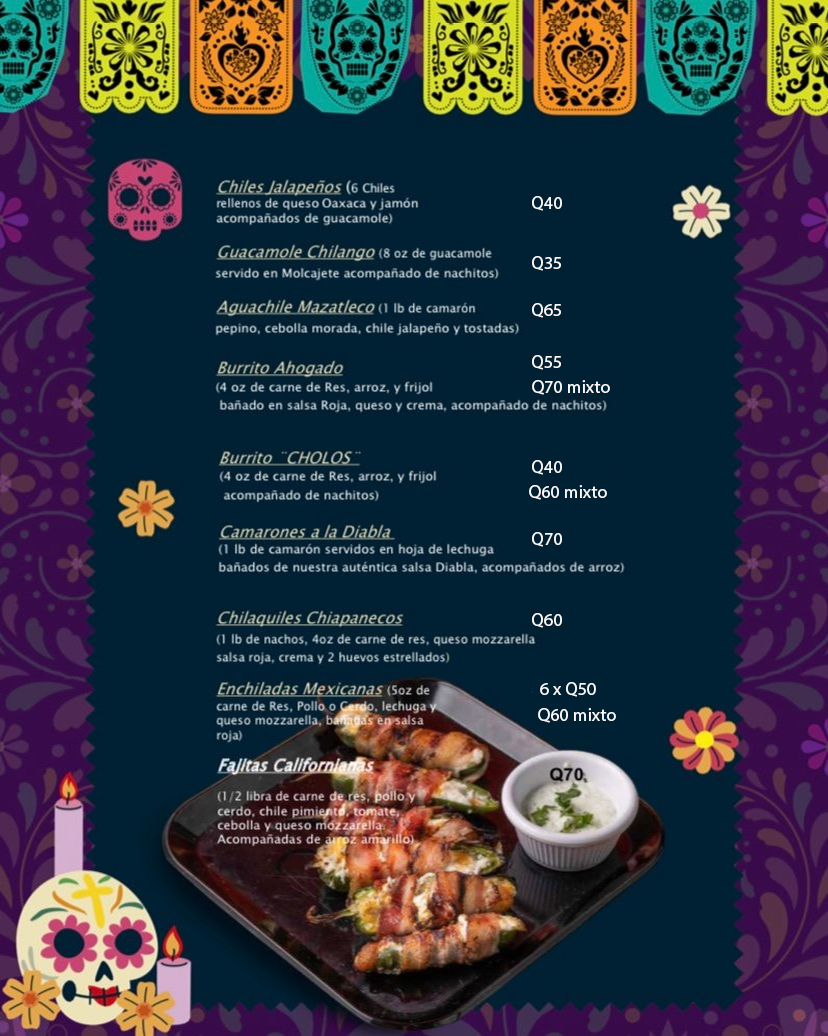 Chiles Jalapeños (6 Chiles
rellenos de queso Oaxaca y jamón Q40
acompañados de guacamole)
Guacamole Chilango (8 oz de guacamole
servido en Molcajete acompañado de nachitos) Q35
Aguachile Mazatleco (1 lb de camarón Q65
pepino, cebolla morada, chile jalapeño y tostadas)
Burrito Ahogado Q55
(4 oz de carne de Res, arroz, y frijol Q70 mixto
bañado en salsa Roja, queso y crema, acompañado de nachitos)
Burrito ¨CHOLOS¨
(4 oz de carne de Res, arroz, y frijol Q40
acompañado de nachitos) Q60 mixto
Camarones a la Diabla Q70
(1 lb de camarón servidos en hoja de lechuga
bañados de nuestra auténtica salsa Diabla, acompañados de arroz)
Chilaquiles Chiapanecos Q60
(1 lb de nachos, 4oz de carne de res, queso mozzarella
salsa roja, crema y 2 huevos estrellados)
Enchiladas Mexicanas (5oz de 6 x Q50
carne de Res, Pollo o Cerdo, lechuga y Q60 mixto
queso mozzarella, bañadas en salsa
roja)
Fajitas Californianas Q70
(1/2 libra de carne de res, pollo y
cerdo, chile pimiento, tomate,
cebolla y queso mozzarella.
Acompañadas de arroz amarillo)